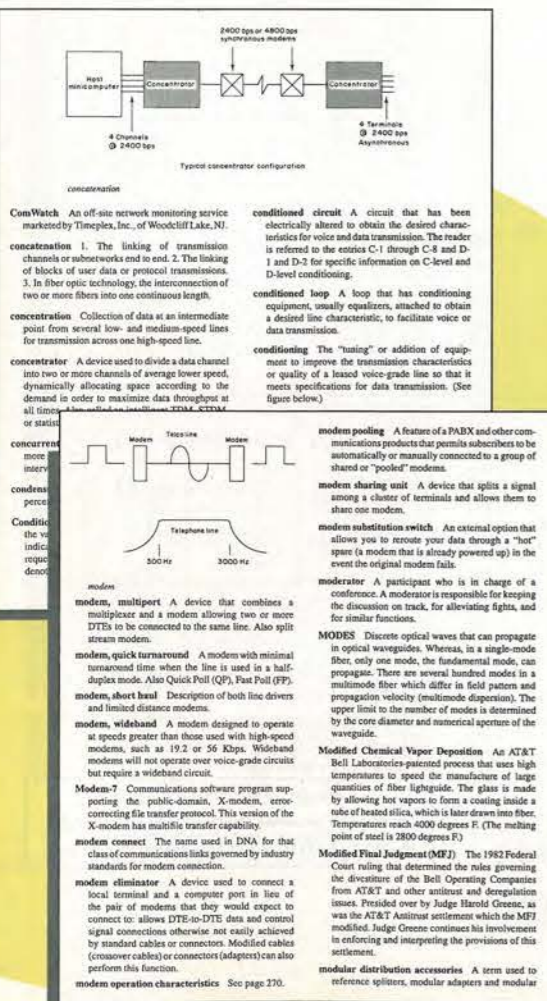 2400 bps or 4800 bps
synchronous modems
Host
minicomputer
Concentrator
Concentrator
4 Channels
@ 2400 bps
4 Terminals
@ 2400 bps
Asynchronous
Typical concentrator configuration
concatenation
ComWatch An off-site network monitoring service
marketed by Timeplex, Inc., of Woodcliff Lake, NJ.
concatenation 1. The linking of transmission
channels or subnetworks end to end. 2. The linking
of blocks of user data or protocol transmissions.
3. In fiber optic technology, the interconnection of
two or more fibers into one continuous length.
concentration Collection of data at an intermediate
point from several low- and medium-speed lines
for transmission across one high-speed line.
concentrator A device used to divide a data channel
into two or more channels of average lower speed,
dynamically allocating space according to the
demand in order to maximize data throughput at
all times. Also called an intelligent TDM, STDM,
or statist
concurrent
more
interv
condens
perce
Conditio
the va
indica
reque
denot
conditioned circuit A circuit that has been
electrically altered to obtain the desired charac-
teristics for voice and data transmission. The reader
is referred to the entries C-1 through C-8 and D-
1 and D-2 for specific information on C-level and
D-level conditioning.
conditioned loop A loop that has conditioning
equipment, usually equalizers, attached to obtain
a desired line characteristic, to facilitate voice or
data transmission.
conditioning The "tuning" or addition of equip-
ment to improve the transmission characteristics
or quality of a leased voice-grade line so that it
meets specifications for data transmission. (See
figure below.)
Modem
Telco line
Modem
Telephone line
300 Hz
3000 Hz
modem
modem, multiport A device that combines a
multiplexer and a modem allowing two or more
DTEs to be connected to the same line. Also split
stream modem.
modem, quick turnaround A modem with minimal
turnaround time when the line is used in a half-
duplex mode. Also Quick Poll (QP), Fast Poll (FP).
modem, short haul Description of both line drivers
and limited distance modems.
modem, wideband A modem designed to operate
at speeds greater than those used with high-speed
modems, such as 19.2 or 56 Kbps. Wideband
modems will not operate over voice-grade circuits
but require a wideband circuit.
Modem-7 Communications software program sup-
porting the public-domain, X-modem, error-
correcting file transfer protocol. This version of the
X-modem has multifile transfer capability.
modem connect The name used in DNA for that
class of communications links governed by industry
standards for modem connection.
modem eliminator A device used to connect a
local terminal and a computer port in lieu of
the pair of modems that they would expect to
connect to: allows DTE-to-DTE data and control
signal connections otherwise not easily achieved
by standard cables or connectors. Modified cables
(crossover cables) or connectors (adapters) can also
perform this function.
modem operation characteristics See page 270.
modem pooling A feature of a PABX and other com-
munications products that permits subscribers to be
automatically or manually connected to a group of
shared or "pooled" modems.
modem sharing unit A device that splits a signal
among a cluster of terminals and allows them to
share one modem.
modem substitution switch An external option that
allows you to reroute your data through a "hot"
spare (a modem that is already powered up) in the
event the original modem fails.
moderator A participant who is in charge of a
conference. A moderator is responsible for keeping
the discussion on track, for alleviating fights, and
for similar functions.
MODES Discrete optical waves that can propagate
in optical waveguides. Whereas, in a single-mode
fiber, only one mode, the fundamental mode, can
propagate. There are several hundred modes in a
multimode fiber which differ in field pattern and
propagation velocity (multimode dispersion). The
upper limit to the number of modes is determined
by the core diameter and numerical aperture of the
waveguide.
Modified Chemical Vapor Deposition An AT&T
Bell Laboratories-patented process that uses high
temperatures to speed the manufacture of large
quantities of fiber lightguide. The glass is made
by allowing hot vapors to form a coating inside a
tube of heated silica, which is later drawn into fiber.
Temperatures reach 4000 degrees F. (The melting
point of steel is 2800 degrees F.)
Modified Final Judgment (MFJ) The 1982 Federal
Court ruling that determined the rules governing
the divestiture of the Bell Operating Companies
from AT&T and other antitrust and deregulation
issues. Presided over by Judge Harold Greene, as
was the AT&T Antitrust settlement which the MFJ
modified. Judge Greene continues his involvement
in enforcing and interpreting the provisions of this
settlement.
modular distribution accessories A term used to
reference splitters, modular adapters and modular